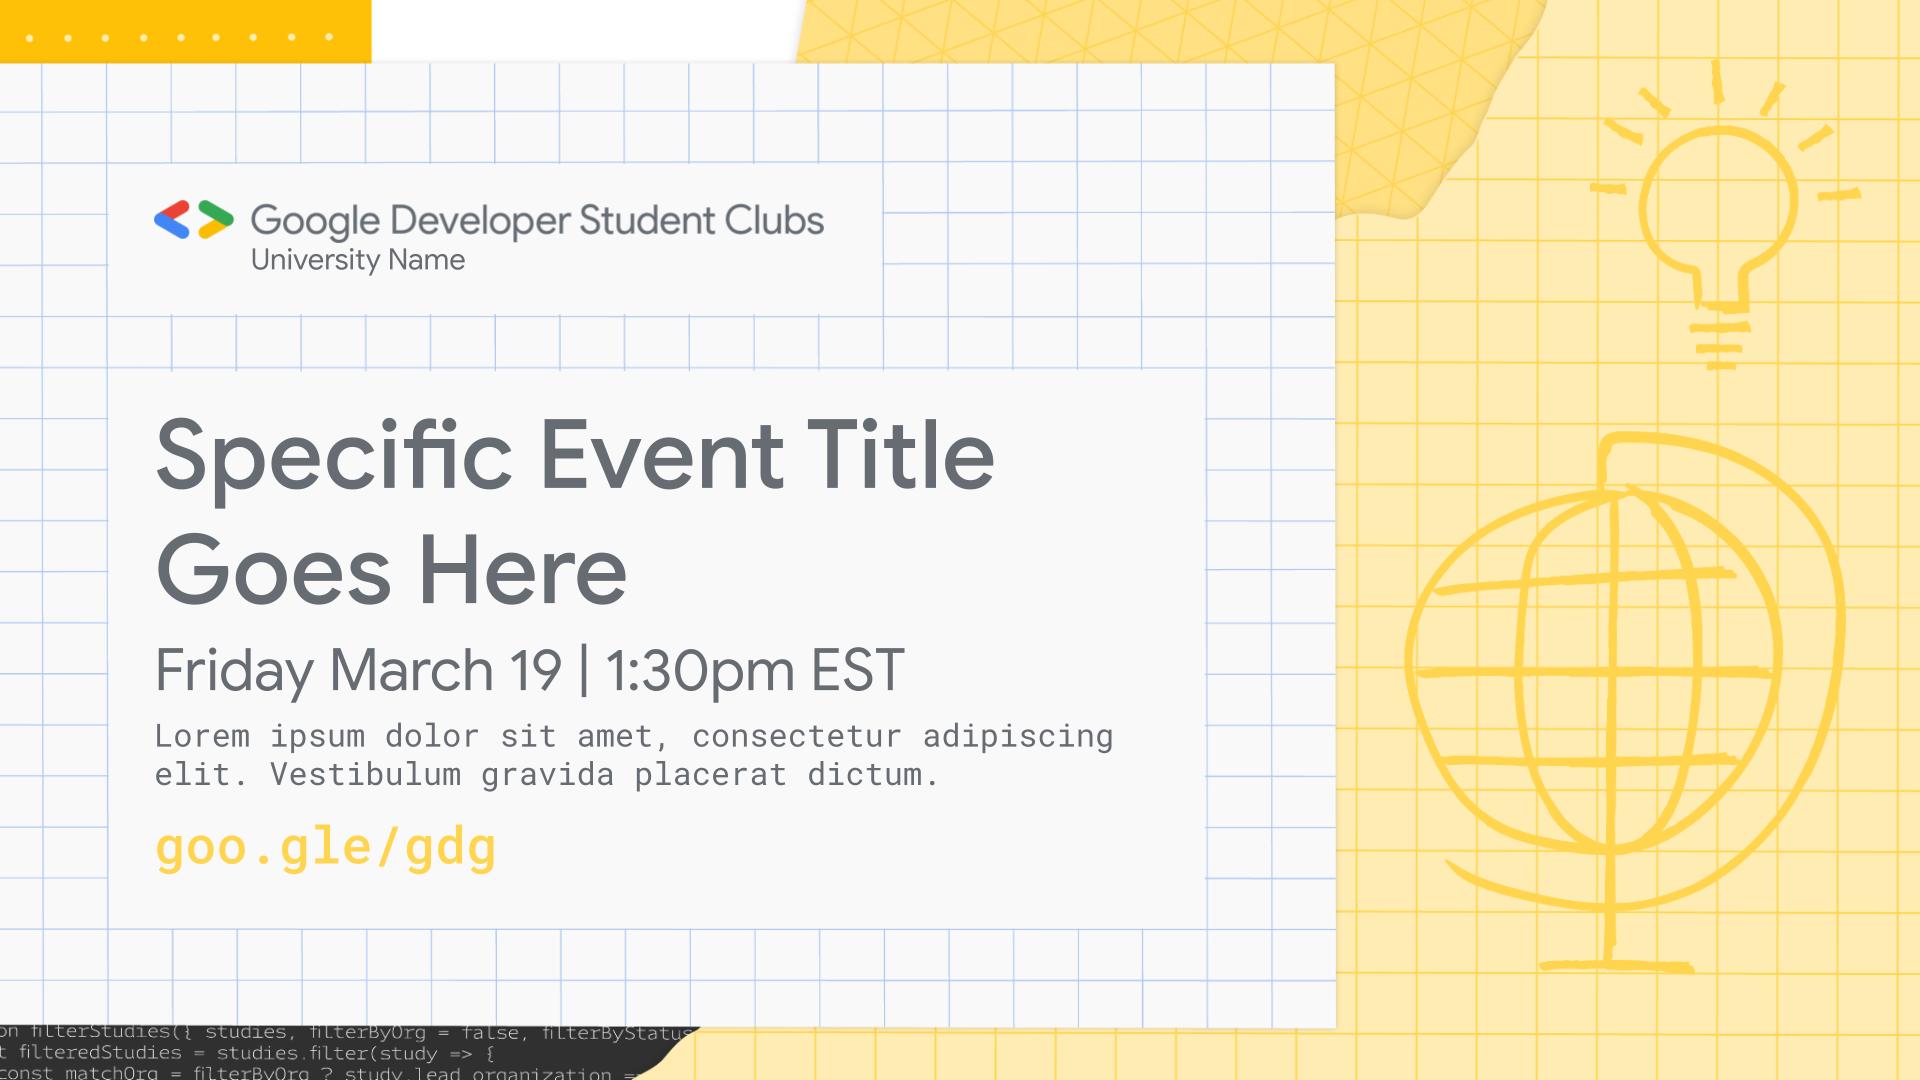 Google Developer Student Clubs
University Name
Specific Event Title
Goes Here
Friday March 19 | 1:30pm EST
Lorem ipsum dolor sit amet, consectetur adipiscing
elit. Vestibulum gravida placerat dictum.
goo.gle/gdg
on filterStudies({ studies, filterByOrg = false, filterByStatus
t filteredStudies = studies.filter(study => {
const matchOrg = filterByOrg ? study.lead_organization =